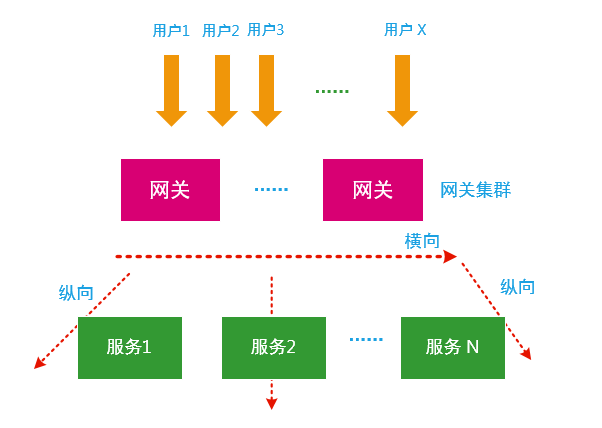 用户1 用户2 用户3 ...... 用户 X
网关 ...... 网关 网关集群
横向
纵向 纵向
服务1 服务2 ...... 服务 N